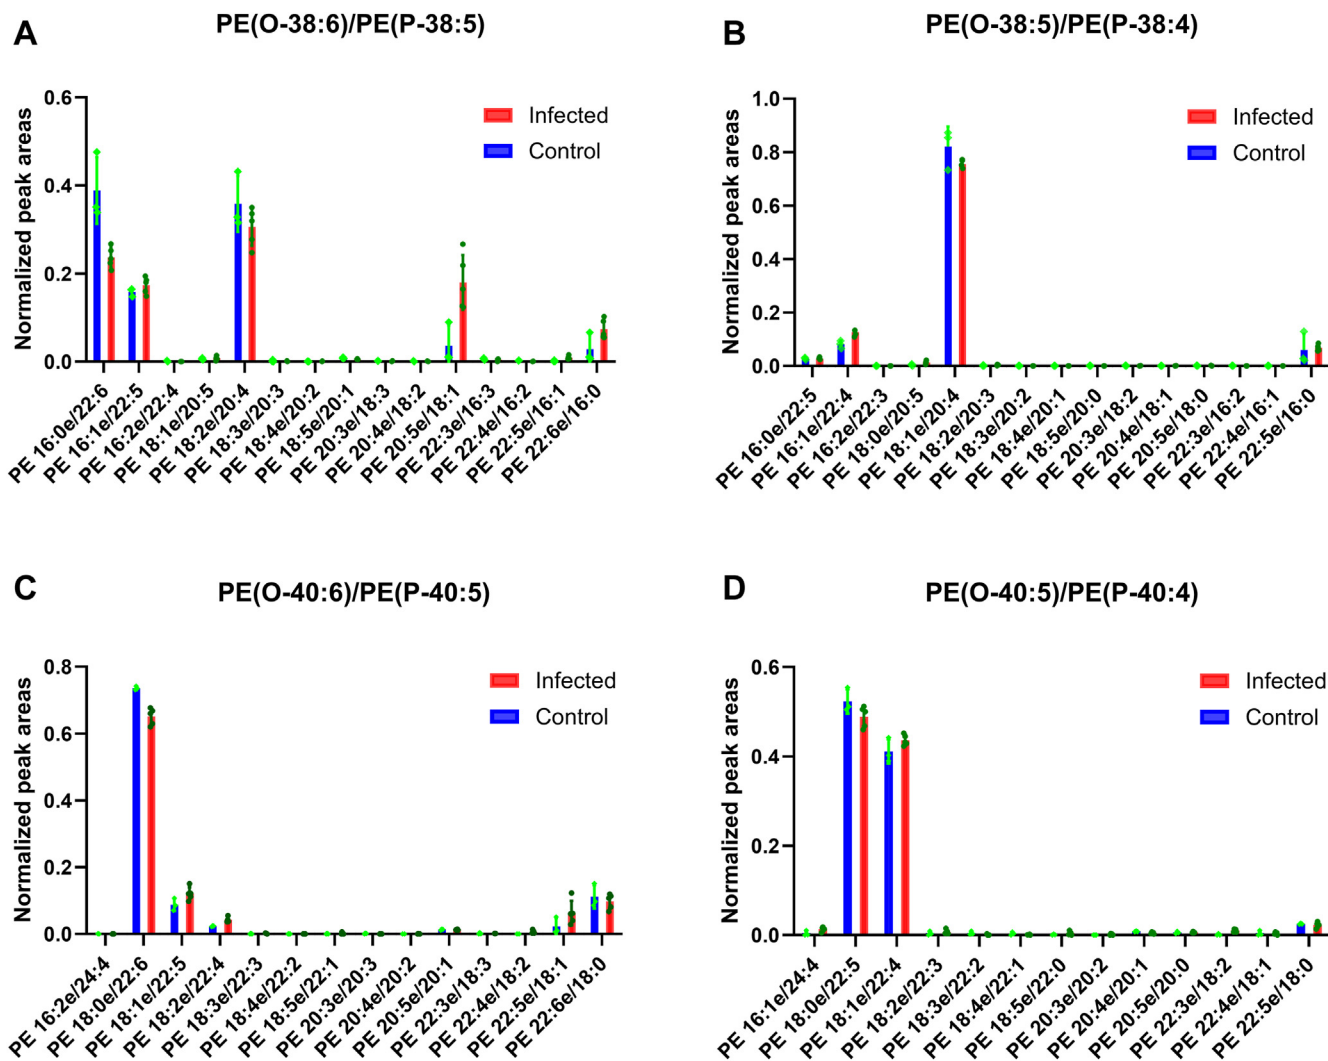 A
PE(O-38:6)/PE(P-38:5)
Normalized peak areas
0.6
0.4
0.2
0.0
Infected
Control
PE 16:0e/22:6
PE 16:1e/22:5
PE 16:2e/22:4
PE 18:1e/20:5
PE 18:2e/20:4
PE 18:3e/20:3
PE 18:4e/20:2
PE 18:5e/20:1
PE 20:3e/18:3
PE 20:4e/18:2
PE 20:5e/18:1
PE 22:3e/16:3
PE 22:4e/16:2
PE 22:5e/16:1
PE 22:6e/16:0
B
PE(O-38:5)/PE(P-38:4)
Normalized peak areas
1.0
0.8
0.6
0.4
0.2
0.0
Infected
Control
PE 16:0e/22:5
PE 16:1e/22:4
PE 16:2e/22:3
PE 18:0e/20:5
PE 18:1e/20:4
PE 18:2e/20:3
PE 18:3e/20:2
PE 18:4e/20:1
PE 18:5e/20:0
PE 20:3e/18:2
PE 20:4e/18:1
PE 20:5e/18:0
PE 22:3e/16:2
PE 22:4e/16:1
PE 22:5e/16:0
C
PE(O-40:6)/PE(P-40:5)
Normalized peak areas
0.8
0.6
0.4
0.2
0.0
Infected
Control
PE 16:2e/24:4
PE 18:0e/22:6
PE 18:1e/22:5
PE 18:2e/22:4
PE 18:3e/22:3
PE 18:4e/22:2
PE 18:5e/22:1
PE 20:3e/20:3
PE 20:4e/20:2
PE 20:5e/20:1
PE 22:3e/18:3
PE 22:4e/18:2
PE 22:5e/18:1
PE 22:6e/18:0
D
PE(O-40:5)/PE(P-40:4)
Normalized peak areas
0.6
0.4
0.2
0.0
Infected
Control
PE 16:1e/24:4
PE 18:0e/22:5
PE 18:1e/22:4
PE 18:2e/22:3
PE 18:3e/22:2
PE 18:4e/22:1
PE 18:5e/22:0
PE 20:3e/20:2
PE 20:4e/20:1
PE 20:5e/20:0
PE 22:3e/18:2
PE 22:4e/18:1
PE 22:5e/18:0